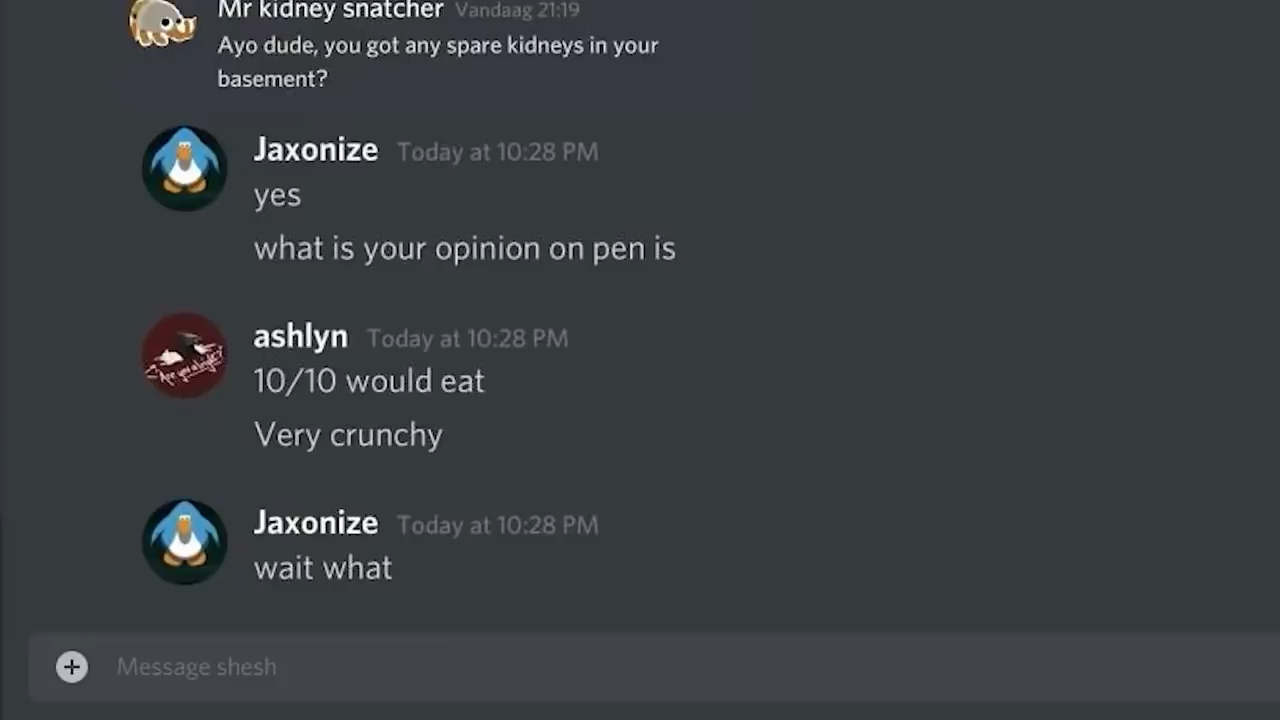 Mr kidney snatcher Vandaag 21:19
Ayo dude, you got any spare kidneys in your
basement?
Jaxonize Today at 10:28 PM
yes
what is your opinion on pen is
ashlyn Today at 10:28 PM
10/10 would eat
Very crunchy
Jaxonize Today at 10:28 PM
wait what
Message shesh